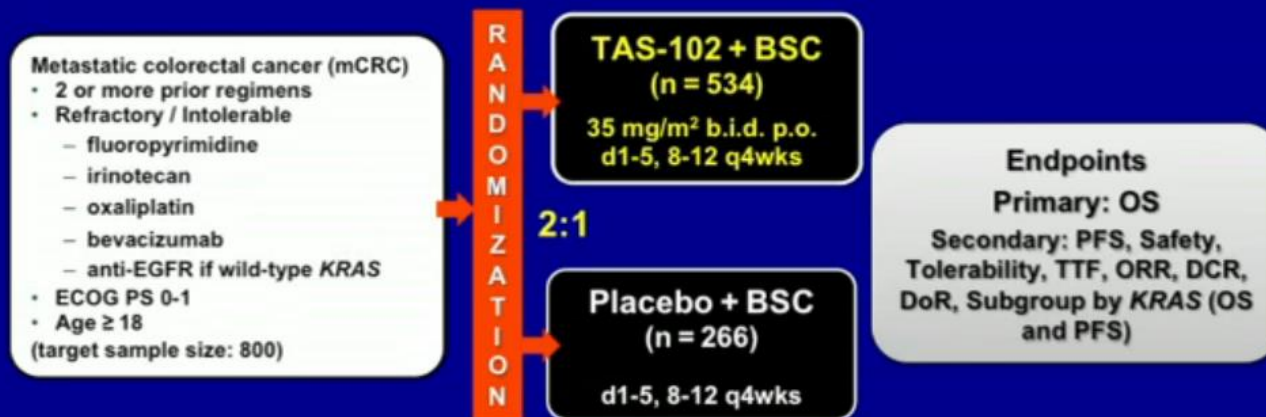 Metastatic colorectal cancer (mCRC)
• 2 or more prior regimens
• Refractory / Intolerable
– fluoropyrimidine
– irinotecan
– oxaliplatin
– bevacizumab
– anti-EGFR if wild-type KRAS
• ECOG PS 0-1
• Age ≥ 18
(target sample size: 800)
RANDOMIZATION
2:1
TAS-102 + BSC
(n = 534)
35 mg/m² b.i.d. p.o.
d1-5, 8-12 q4wks
Placebo + BSC
(n = 266)
d1-5, 8-12 q4wks
Endpoints
Primary: OS
Secondary: PFS, Safety,
Tolerability, TTF, ORR, DCR,
DoR, Subgroup by KRAS (OS
and PFS)